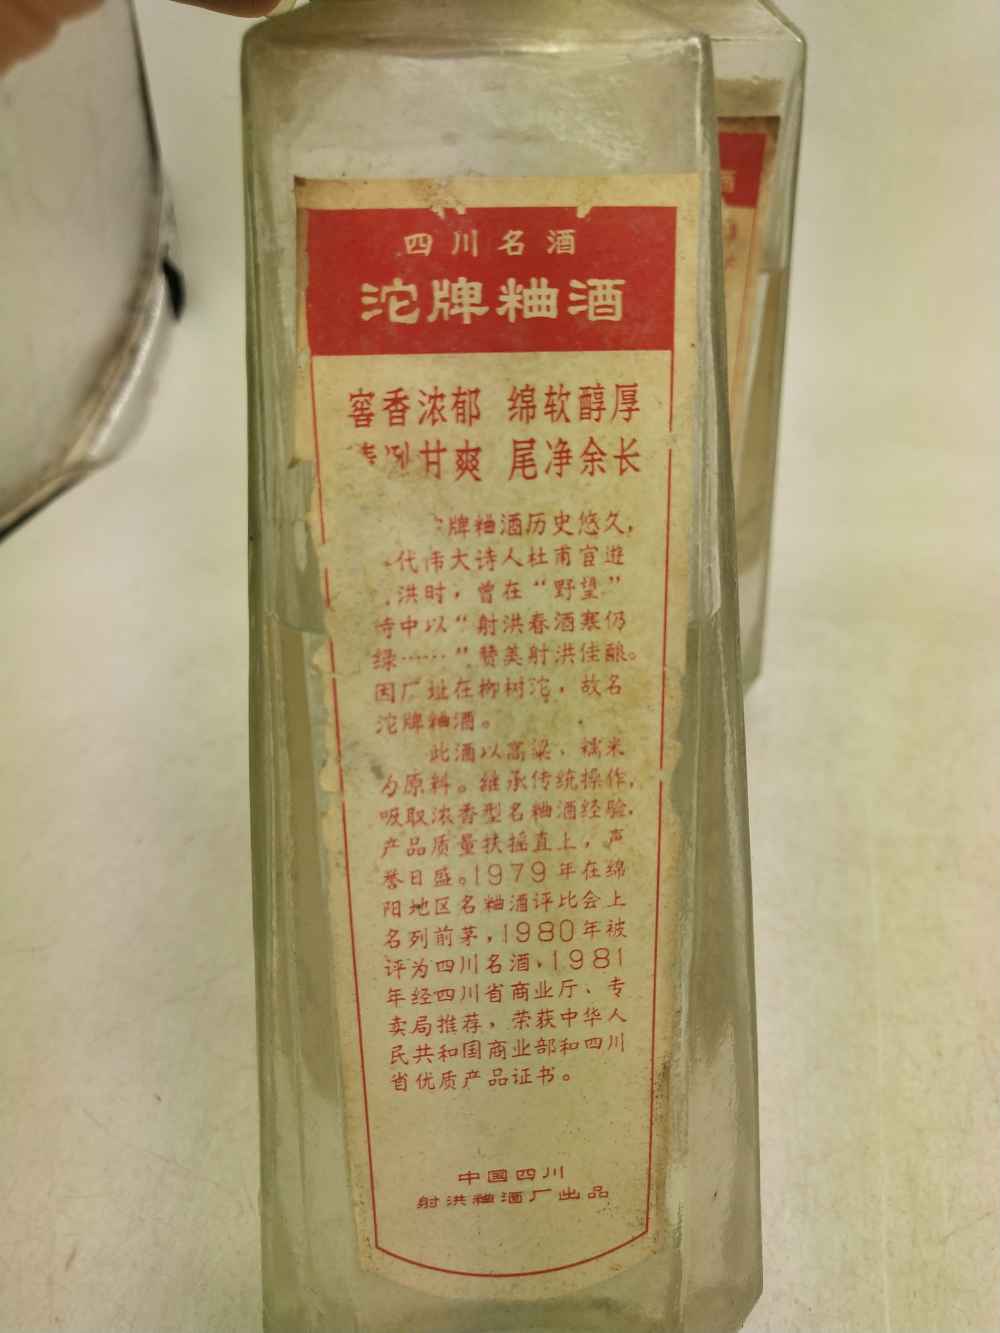 四川名酒
沱牌粬酒
窖香浓郁 绵软醇厚
冽甘爽 尾净余长
牌粬酒历史悠久，
代伟大诗人杜甫宦遊
洪时，曾在“野望”
诗中以“射洪春酒寒仍
绿……”赞美射洪佳酿。
因厂址在柳树沱，故名
沱牌粬酒。
此酒以高粱，糯米
为原料。继承传统操作，
吸取浓香型名粬酒经验，
产品质量扶摇直上，声
誉日盛。1979年在绵
阳地区名粬酒评比会上
名列前茅，1980年被
评为四川名酒，1981
年经四川省商业厅、专
卖局推荐，荣获中华人
民共和国商业部和四川
省优质产品证书。
中国四川
射洪粬酒厂出品